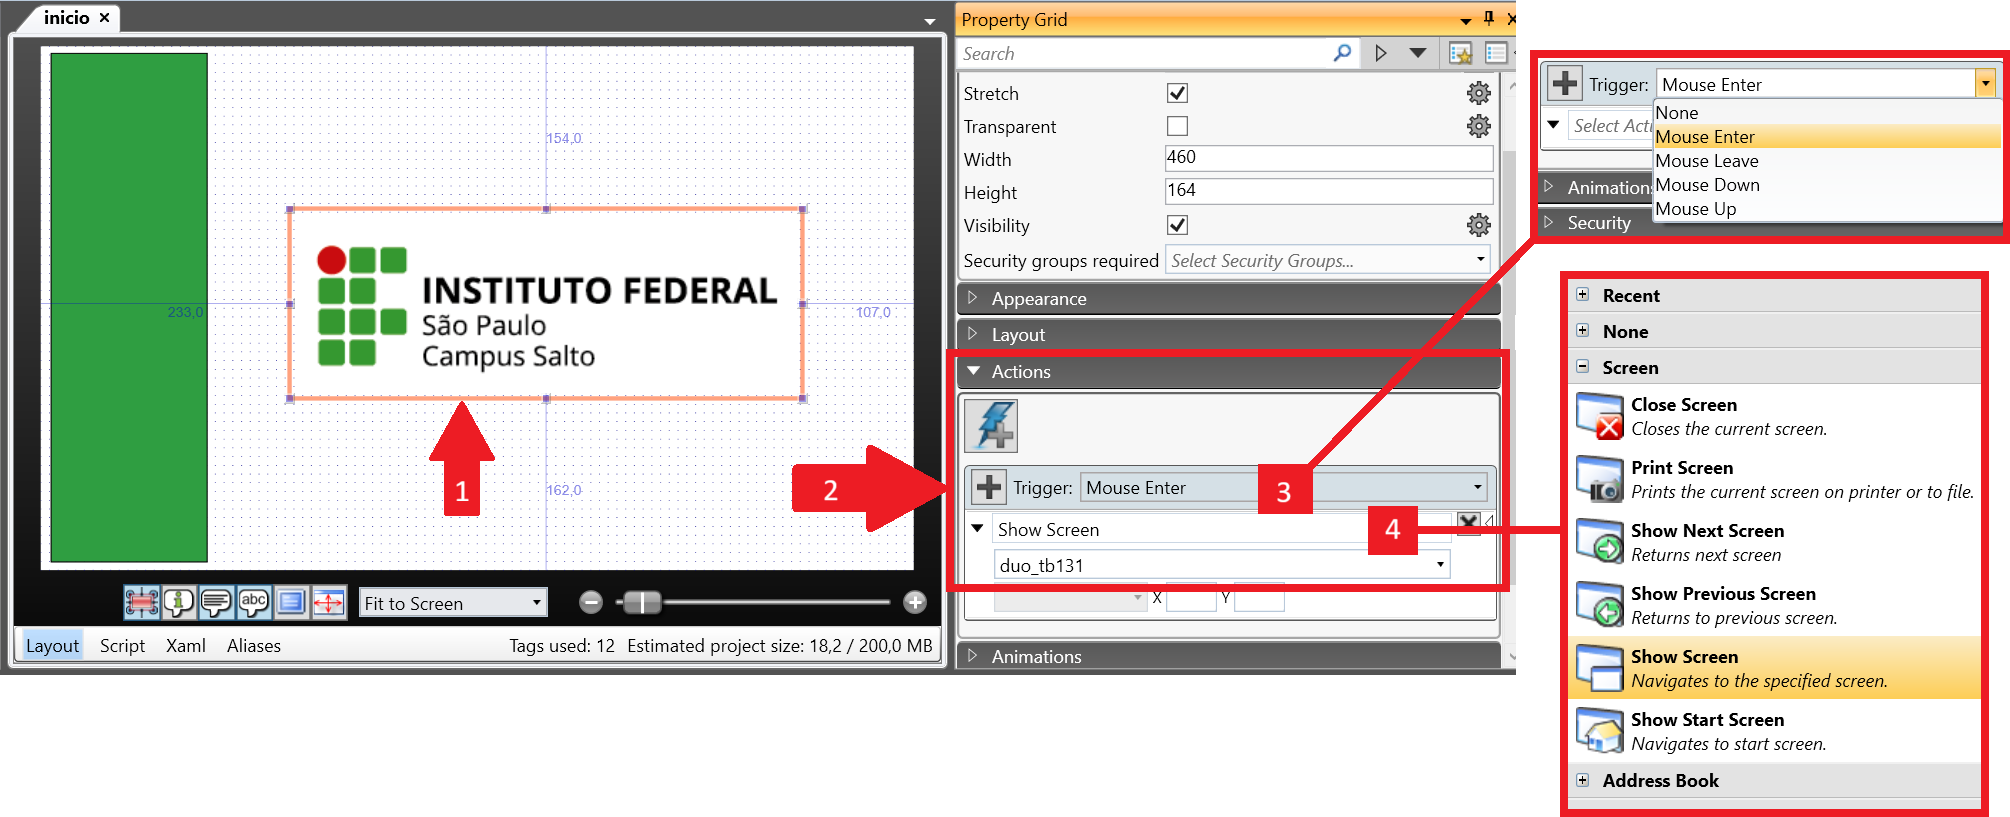 inicio
154,0
233,0
107,0
INSTITUTO FEDERAL
São Paulo
Campus Salto
1
162,0
Fit to Screen
Layout Script Xaml Aliases Tags used: 12 Estimated project size: 18,2 / 200,0 MB
Property Grid
Search
Stretch
Transparent
Width 460
Height 164
Visibility
Security groups required Select Security Groups...
Appearance
Layout
Actions
2
Trigger: Mouse Enter
3
Show Screen
4
duo_tb131
X Y
Animations
Trigger: Mouse Enter
Select Acti
None
Mouse Enter
Mouse Leave
Mouse Down
Mouse Up
Animations
Security
Recent
None
Screen
Close Screen
Closes the current screen.
Print Screen
Prints the current screen on printer or to file.
Show Next Screen
Returns next screen
Show Previous Screen
Returns to previous screen.
Show Screen
Navigates to the specified screen.
Show Start Screen
Navigates to start screen.
Address Book
abc